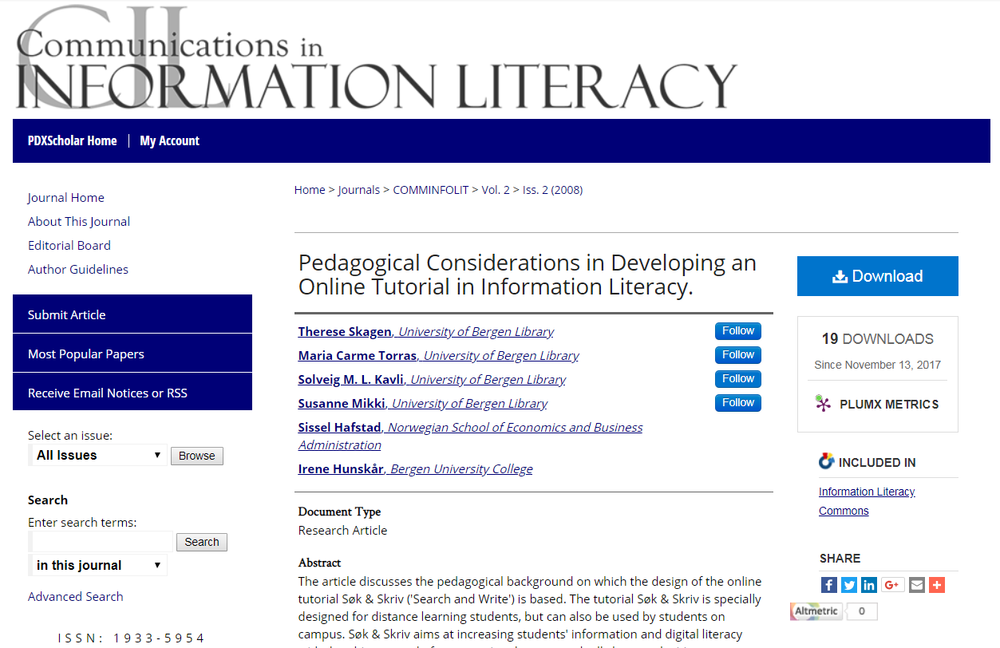 Communications in
INFORMATION LITERACY
PDXScholar Home | My Account
Journal Home
About This Journal
Editorial Board
Author Guidelines
Submit Article
Most Popular Papers
Receive Email Notices or RSS
Select an issue:
All Issues
Browse
Search
Enter search terms:
Search
in this journal
Advanced Search
ISSN: 1933-5954
Home > Journals > COMMINFOLIT > Vol. 2 > Iss. 2 (2008)
Pedagogical Considerations in Developing an
Online Tutorial in Information Literacy.
Therese Skagen, University of Bergen Library Follow
Maria Carme Torras, University of Bergen Library Follow
Solveig M. L. Kavli, University of Bergen Library Follow
Susanne Mikki, University of Bergen Library Follow
Sissel Hafstad, Norwegian School of Economics and Business
Administration
Irene Hunskår, Bergen University College
Document Type
Research Article
Abstract
The article discusses the pedagogical background on which the design of the online
tutorial Søk & Skriv ('Search and Write') is based. The tutorial Søk & Skriv is specially
designed for distance learning students, but can also be used by students on
campus. Søk & Skriv aims at increasing students' information and digital literacy
Download
19 DOWNLOADS
Since November 13, 2017
PLUMX METRICS
INCLUDED IN
Information Literacy
Commons
SHARE
Altmetric 0